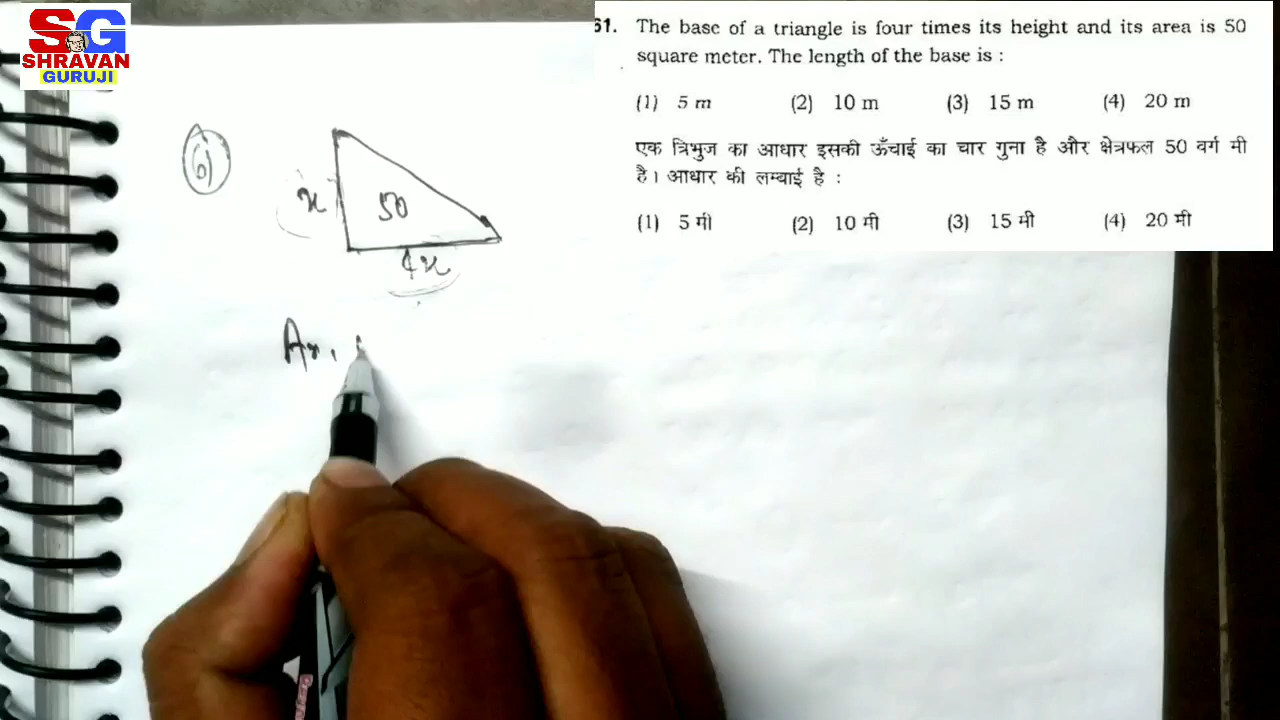 SG
SHRAVAN
GURUJI
61. The base of a triangle is four times its height and its area is 50
square meter. The length of the base is :
(1) 5 m (2) 10 m (3) 15 m (4) 20 m
एक त्रिभुज का आधार इसकी ऊँचाई का चार गुना है और क्षेत्रफल 50 वर्ग मी
है। आधार की लम्बाई है :
(1) 5 मी (2) 10 मी (3) 15 मी (4) 20 मी
x
50
4x
Ar.